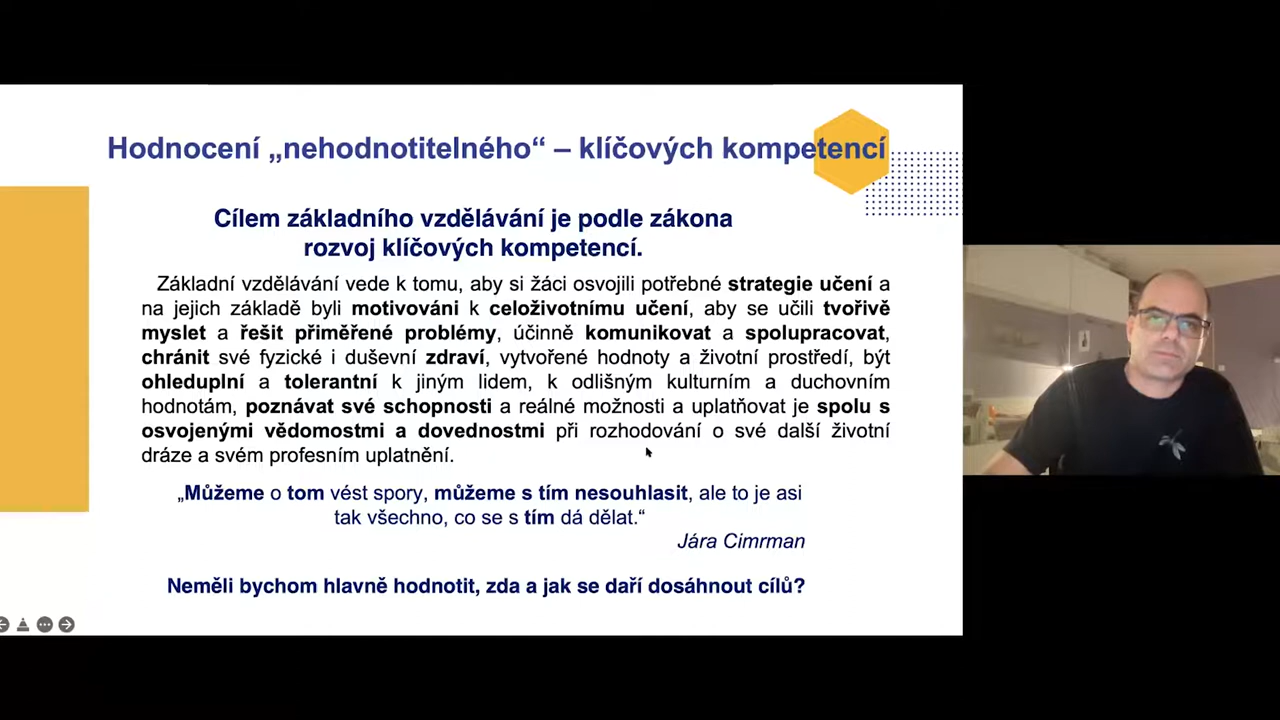 Hodnocení „nehodnotitelného“ – klíčových kompetencí
Cílem základního vzdělávání je podle zákona
rozvoj klíčových kompetencí.
Základní vzdělávání vede k tomu, aby si žáci osvojili potřebné strategie učení a
na jejich základě byli motivováni k celoživotnímu učení, aby se učili tvořivě
myslet a řešit přiměřené problémy, účinně komunikovat a spolupracovat,
chránit své fyzické i duševní zdraví, vytvořené hodnoty a životní prostředí, být
ohleduplní a tolerantní k jiným lidem, k odlišným kulturním a duchovním
hodnotám, poznávat své schopnosti a reálné možnosti a uplatňovat je spolu s
osvojenými vědomostmi a dovednostmi při rozhodování o své další životní
dráze a svém profesním uplatnění.
„Můžeme o tom vést spory, můžeme s tím nesouhlasit, ale to je asi
tak všechno, co se s tím dá dělat.“
Jára Cimrman
Neměli bychom hlavně hodnotit, zda a jak se daří dosáhnout cílů?